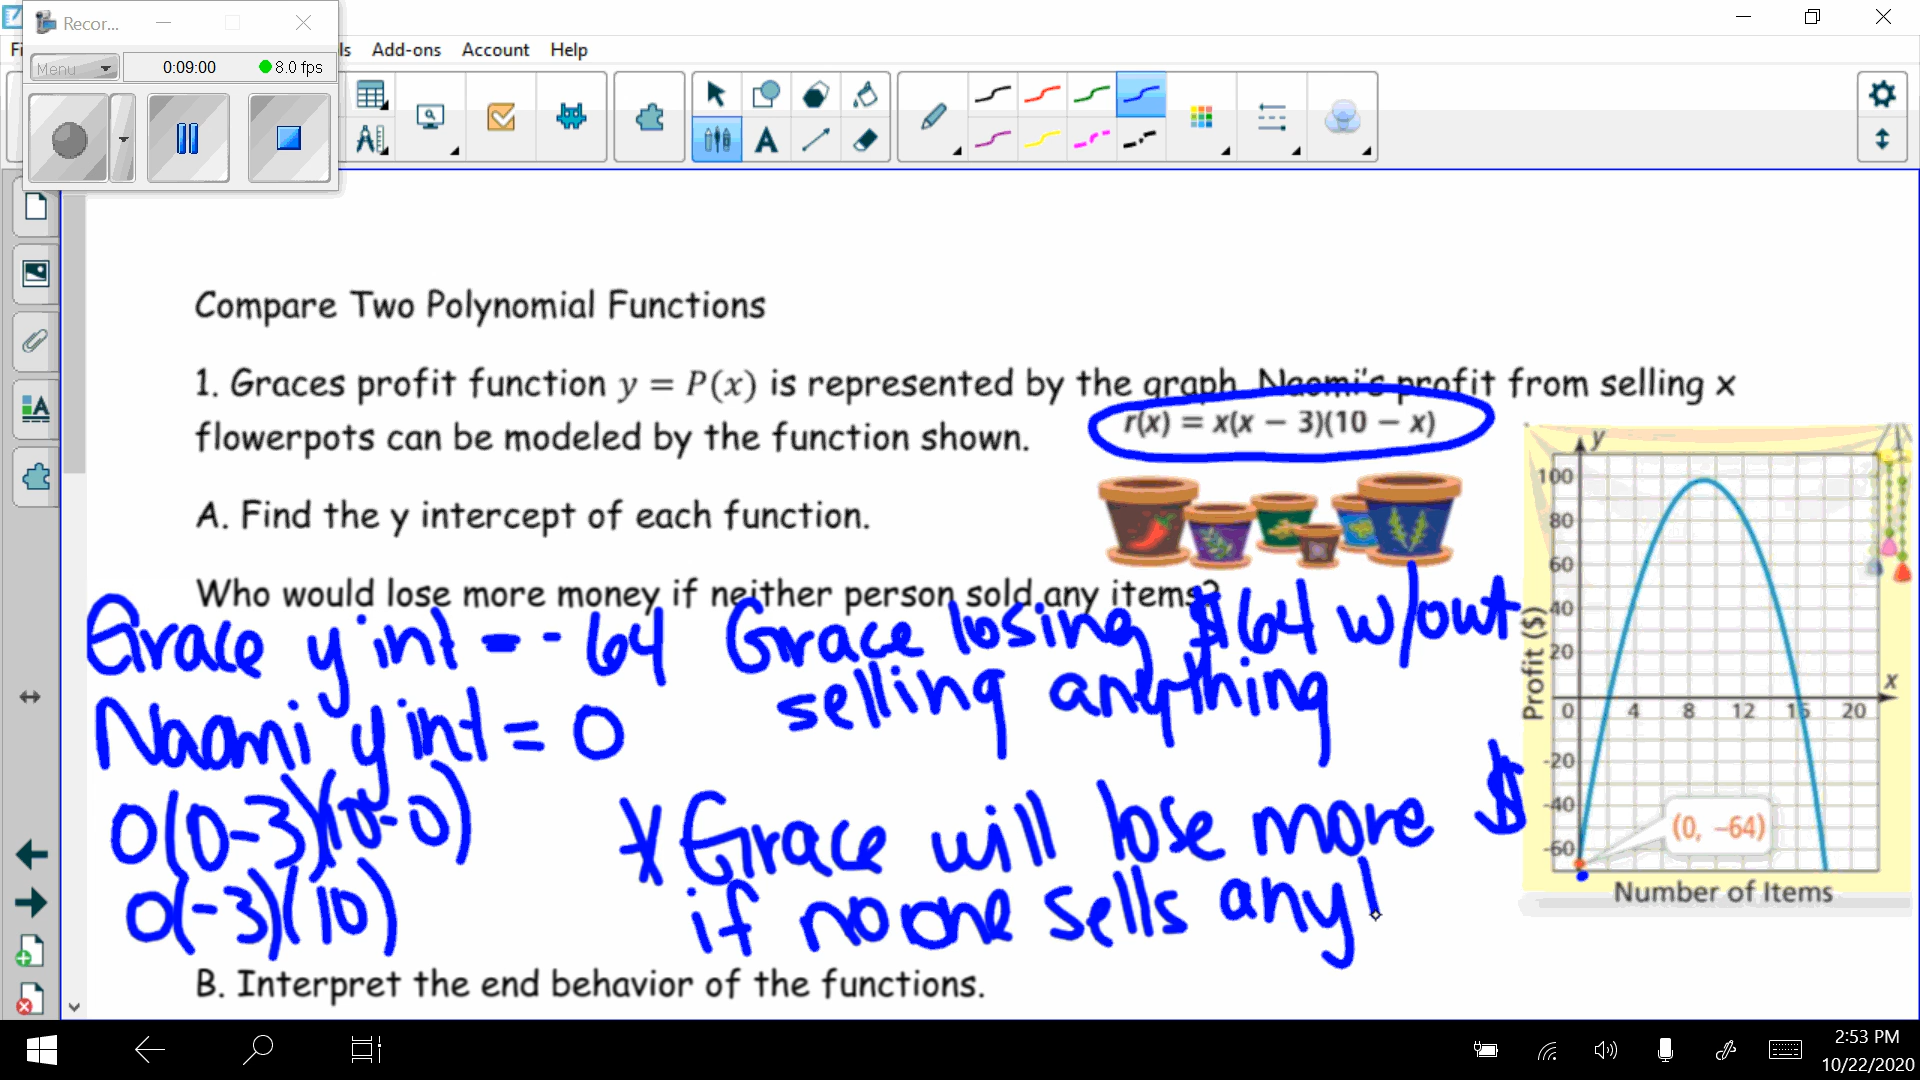 Recor...
Menu
0:09:00
8.0 fps
ls Add-ons Account Help
Compare Two Polynomial Functions
1. Graces profit function y = P(x) is represented by the graph. Naomi's profit from selling x
r(x) = x(x − 3)(10 − x)
flowerpots can be modeled by the function shown.
A. Find the y intercept of each function.
Who would lose more money if neither person sold any items?
Grace y int = - 64
Grace losing $64 w/out
selling anything
Naomi y int = 0
0(0-3)(10-0)
0(-3)(10)
* Grace will lose more $
if no one sells any
B. Interpret the end behavior of the functions.
y
100
80
60
40
20
0 4 8 12 16 20
x
-20
-40
-60
(0, −64)
Profit ($)
Number of Items
2:53 PM
10/22/2020